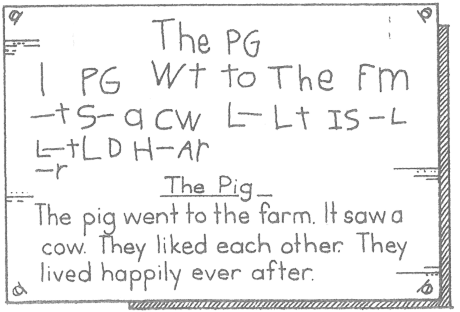 The PG
I PG Wt to The Fm
—t S— a CW L— Lt IS —L
L—tLD H—Ar
—r
The Pig
The pig went to the farm. It saw a
cow. They liked each other. They
lived happily ever after.